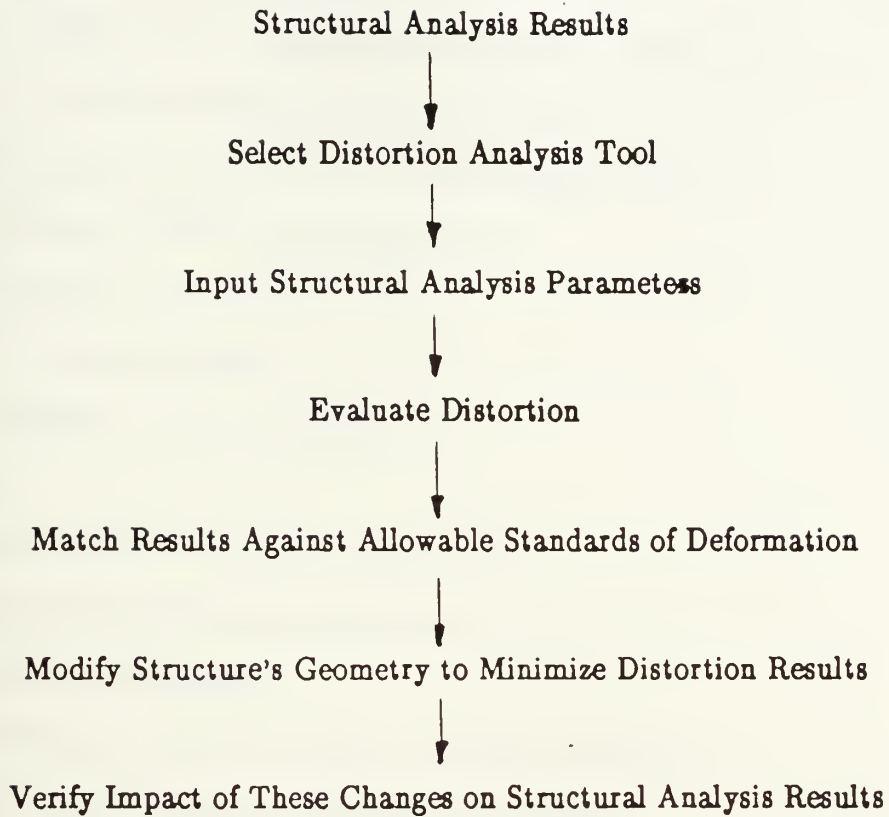 Structural Analysis Results
Select Distortion Analysis Tool
Input Structural Analysis Parameters
Evaluate Distortion
Match Results Against Allowable Standards of Deformation
Modify Structure's Geometry to Minimize Distortion Results
Verify Impact of These Changes on Structural Analysis Results